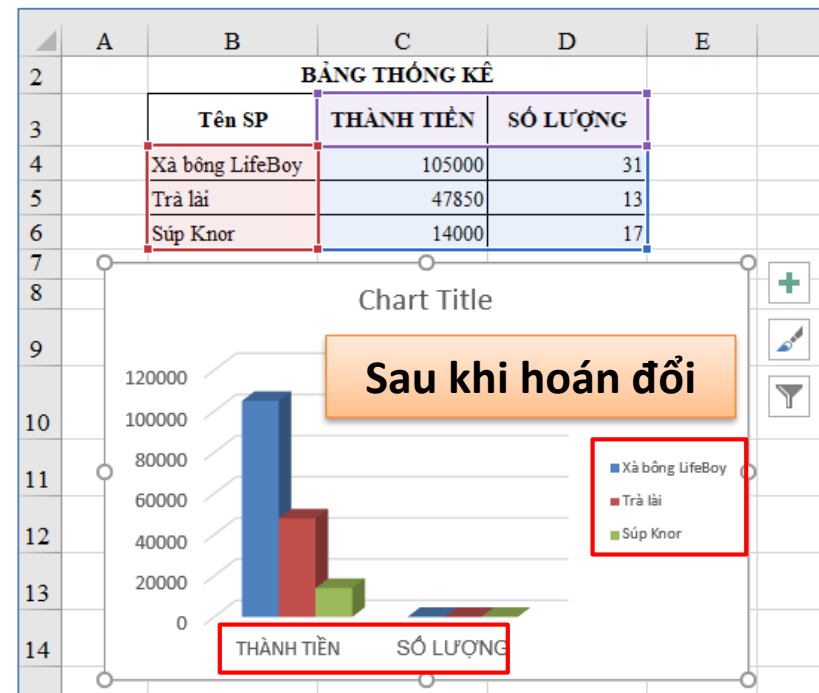 A B C D E
2 BẢNG THỐNG KÊ
3 Tên SP THÀNH TIỀN SỐ LƯỢNG
4 Xà bông LifeBoy 105000 31
5 Trà lài 47850 13
6 Súp Knor 14000 17
7
8 Chart Title
9 Sau khi hoán đổi
120000
10 100000
80000
11 Xà bông LifeBoy
60000 Trà lài
12 40000 Súp Knor
13 20000
0
14 THÀNH TIỀN SỐ LƯỢNG